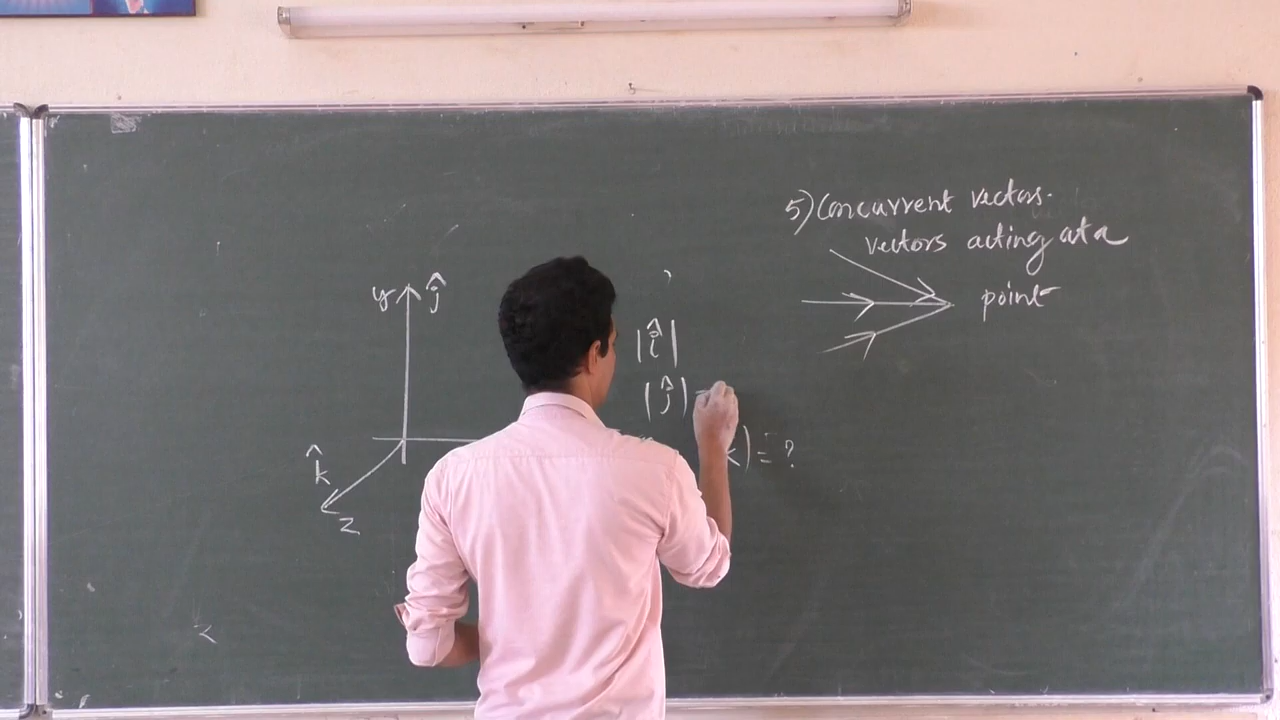 5) Concurrent vectors.
vectors acting at a
point
y ĵ
|î|
|ĵ| =
k) = ?
k̂
z